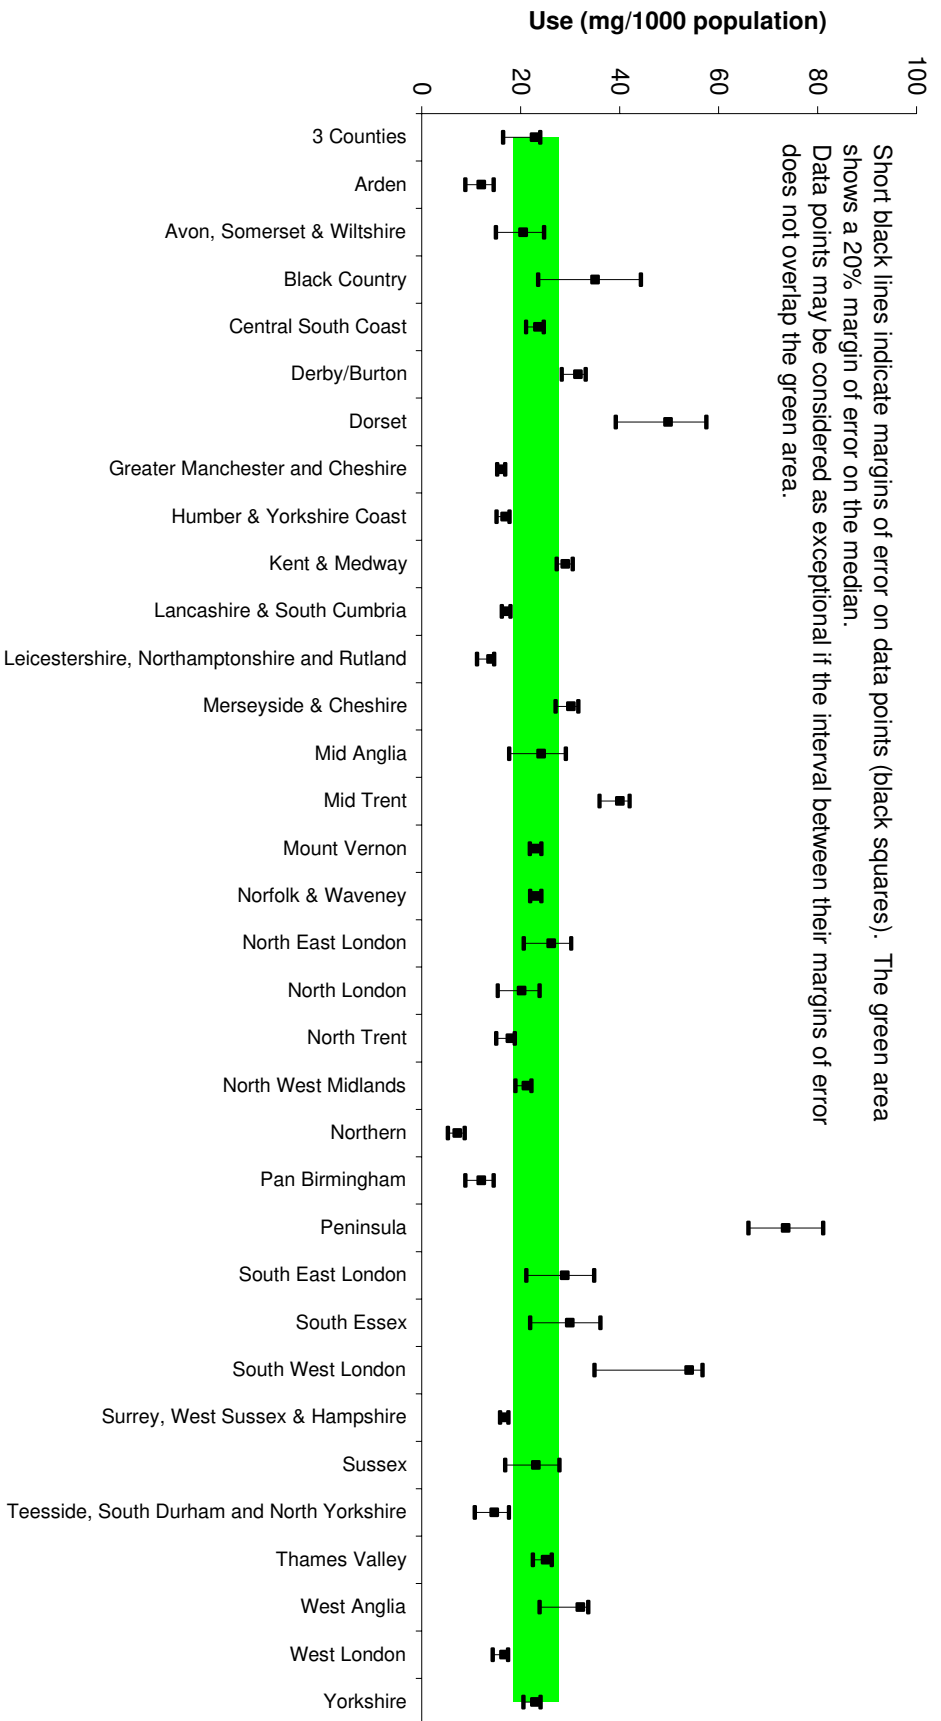 Use (mg/1000 population)
100
80
60
40
20
0
Short black lines indicate margins of error on data points (black squares). The green area
shows a 20% margin of error on the median.
Data points may be considered as exceptional if the interval between their margins of error
does not overlap the green area.
3 Counties
Arden
Avon, Somerset & Wiltshire
Black Country
Central South Coast
Derby/Burton
Dorset
Greater Manchester and Cheshire
Humber & Yorkshire Coast
Kent & Medway
Lancashire & South Cumbria
Leicestershire, Northamptonshire and Rutland
Merseyside & Cheshire
Mid Anglia
Mid Trent
Mount Vernon
Norfolk & Waveney
North East London
North London
North Trent
North West Midlands
Northern
Pan Birmingham
Peninsula
South East London
South Essex
South West London
Surrey, West Sussex & Hampshire
Sussex
Teesside, South Durham and North Yorkshire
Thames Valley
West Anglia
West London
Yorkshire